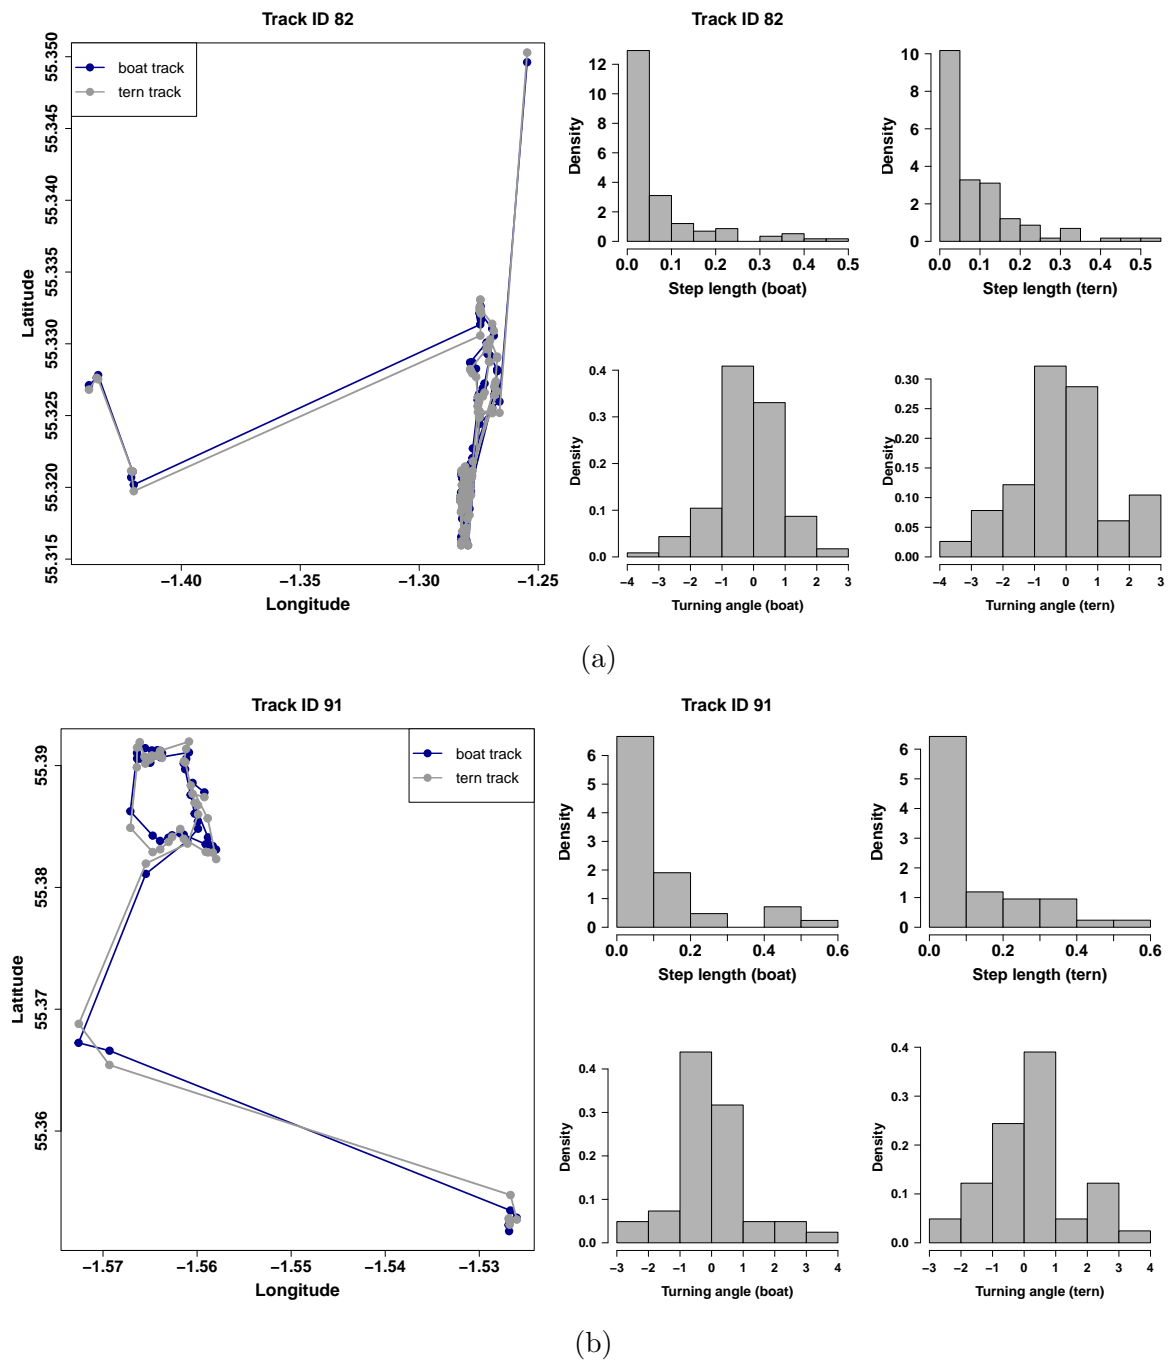 Track ID 82
boat track
tern track
55.315 55.320 55.325 55.330 55.335 55.340 55.345 55.350
Latitude
−1.40 −1.35 −1.30 −1.25
Longitude
Track ID 82
Density
0 2 4 6 8 10 12
0.0 0.1 0.2 0.3 0.4 0.5
Step length (boat)
Density
0 2 4 6 8 10
0.0 0.1 0.2 0.3 0.4 0.5
Step length (tern)
Density
0.0 0.1 0.2 0.3 0.4
−4 −3 −2 −1 0 1 2 3
Turning angle (boat)
Density
0.00 0.05 0.10 0.15 0.20 0.25 0.30
−4 −3 −2 −1 0 1 2 3
Turning angle (tern)
(a)
Track ID 91
boat track
tern track
55.36 55.37 55.38 55.39
Latitude
−1.57 −1.56 −1.55 −1.54 −1.53
Longitude
Track ID 91
Density
0 1 2 3 4 5 6
0.0 0.2 0.4 0.6
Step length (boat)
Density
0 1 2 3 4 5 6
0.0 0.2 0.4 0.6
Step length (tern)
Density
0.0 0.1 0.2 0.3 0.4
−3 −2 −1 0 1 2 3 4
Turning angle (boat)
Density
0.0 0.1 0.2 0.3 0.4
−3 −2 −1 0 1 2 3 4
Turning angle (tern)
(b)